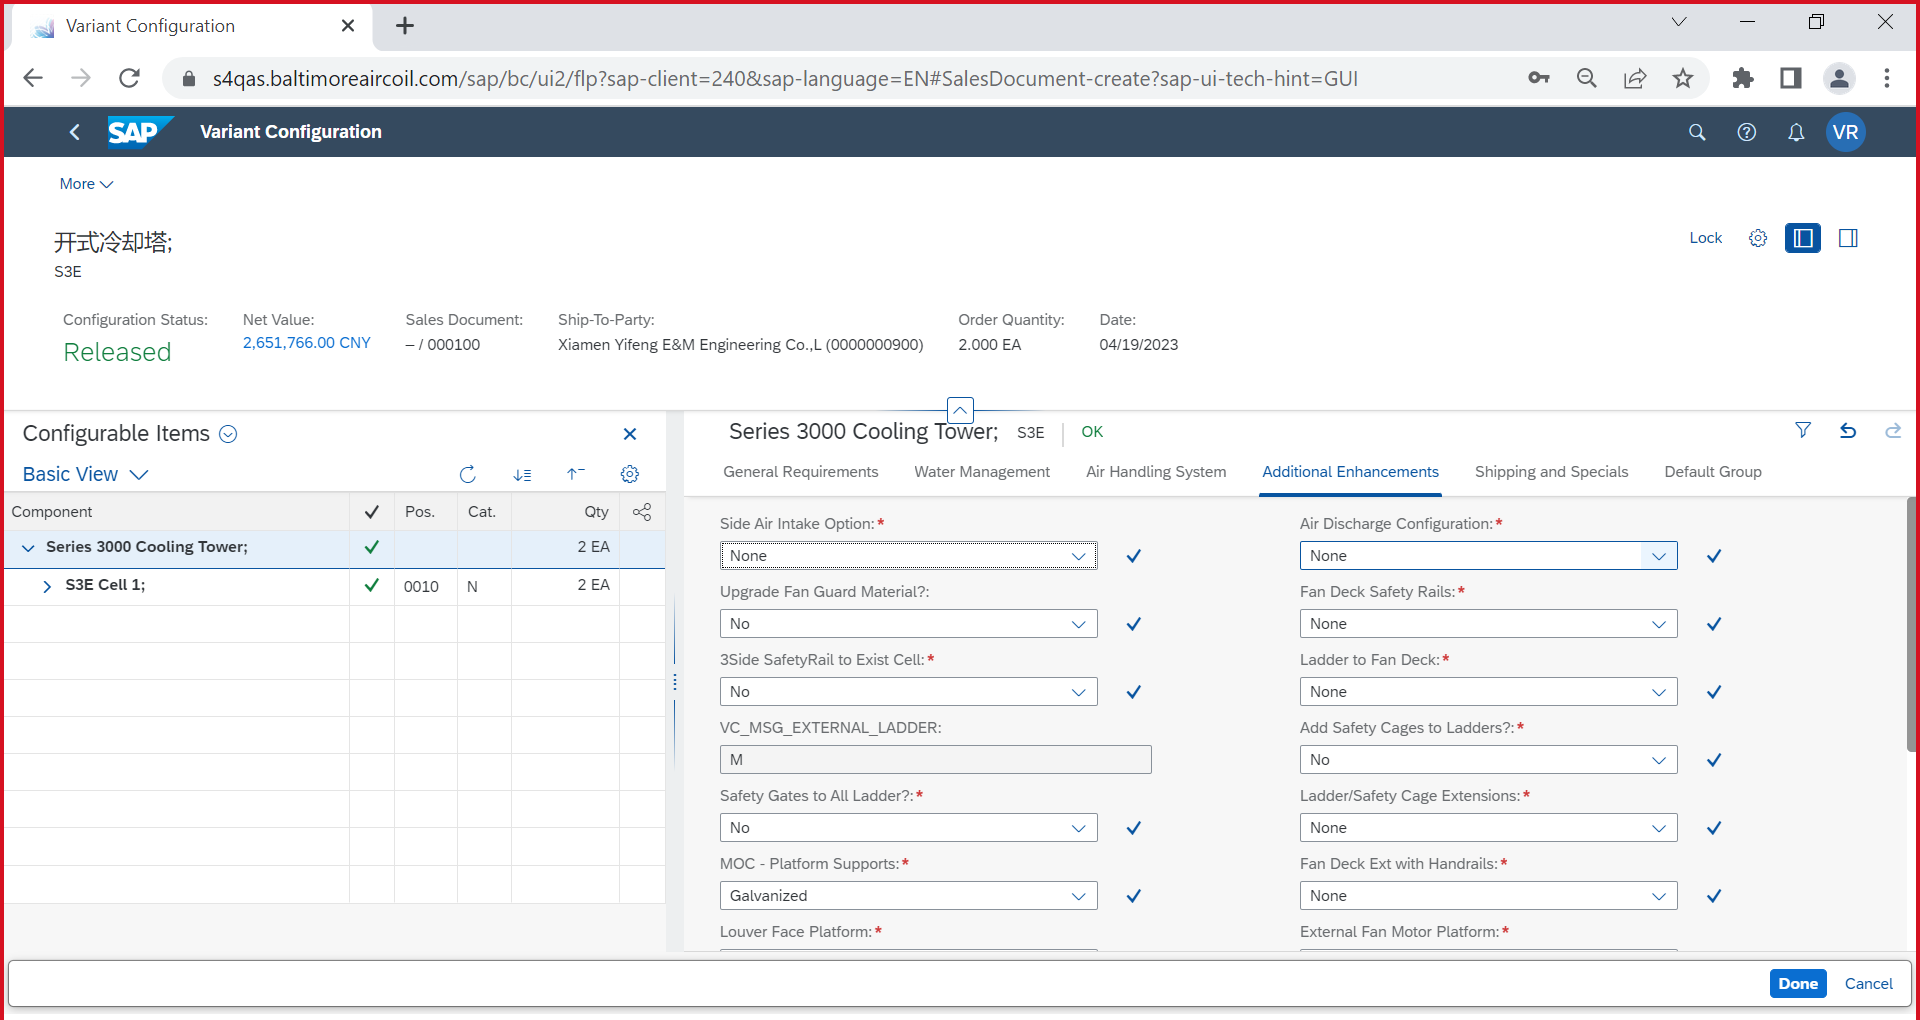 Variant Configuration
s4qas.baltimoreaircoil.com/sap/bc/ui2/flp?sap-client=240&sap-language=EN#SalesDocument-create?sap-ui-tech-hint=GUI
SAP Variant Configuration VR
More
开式冷却塔;
S3E
Lock
Configuration Status: Net Value: Sales Document: Ship-To-Party: Order Quantity: Date:
Released 2,651,766.00 CNY – / 000100 Xiamen Yifeng E&M Engineering Co.,L (0000000900) 2.000 EA 04/19/2023
Configurable Items
Basic View
Component Pos. Cat. Qty
Series 3000 Cooling Tower; 2 EA
S3E Cell 1; 0010 N 2 EA
Series 3000 Cooling Tower; S3E OK
General Requirements Water Management Air Handling System Additional Enhancements Shipping and Specials Default Group
Side Air Intake Option:* Air Discharge Configuration:*
None None
Upgrade Fan Guard Material?: Fan Deck Safety Rails:*
No None
3Side SafetyRail to Exist Cell:* Ladder to Fan Deck:*
No None
VC_MSG_EXTERNAL_LADDER: Add Safety Cages to Ladders?:*
M No
Safety Gates to All Ladder?:* Ladder/Safety Cage Extensions:*
No None
MOC - Platform Supports:* Fan Deck Ext with Handrails:*
Galvanized None
Louver Face Platform:* External Fan Motor Platform:*
Done Cancel